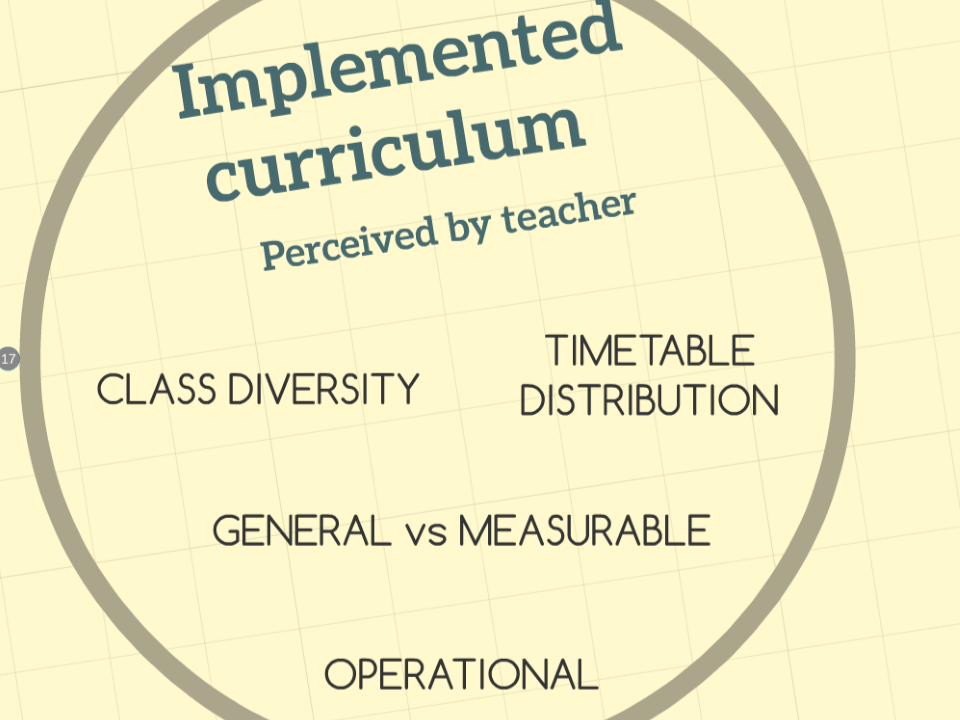 Implemented
curriculum
Perceived by teacher
17
CLASS DIVERSITY
TIMETABLE
DISTRIBUTION
GENERAL vs MEASURABLE
OPERATIONAL